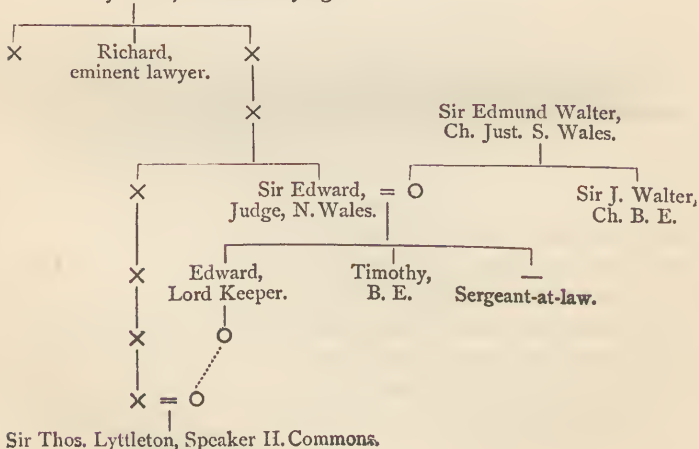 Richard,
eminent lawyer.
Sir Edmund Walter,
Ch. Just. S. Wales.
Sir Edward,
Judge, N. Wales.
Sir J. Walter,
Ch. B. E.
Edward,
Lord Keeper.
Timothy,
B. E.
Sergeant-at-law.
Sir Thos. Lyttleton, Speaker H. Commons.